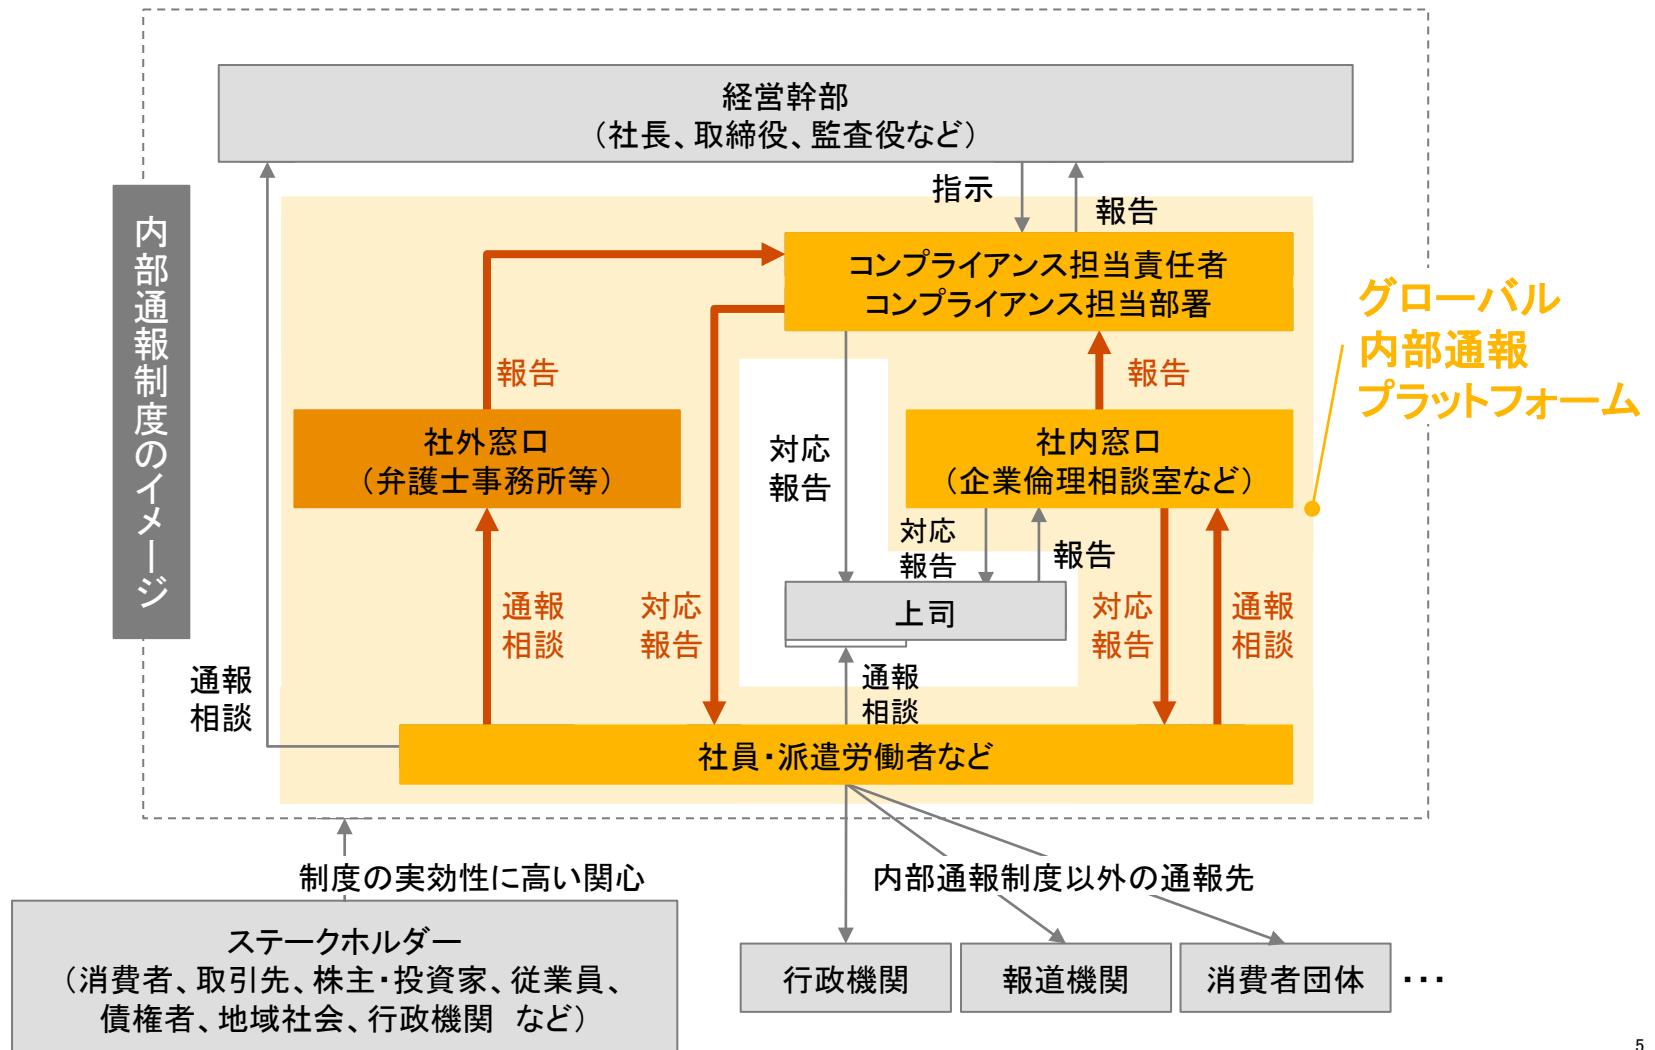 経営幹部
（社長、取締役、監査役など）
指示
報告
内部通報制度のイメージ
コンプライアンス担当責任者
コンプライアンス担当部署
グローバル
内部通報
プラットフォーム
報告
報告
社外窓口
（弁護士事務所等）
対応
報告
社内窓口
（企業倫理相談室など）
対応
報告
報告
上司
通報
相談
対応
報告
対応
報告
通報
相談
通報
相談
通報
相談
社員・派遣労働者など
制度の実効性に高い関心
内部通報制度以外の通報先
ステークホルダー
（消費者、取引先、株主・投資家、従業員、
債権者、地域社会、行政機関　など）
行政機関
報道機関
消費者団体
・・・
5